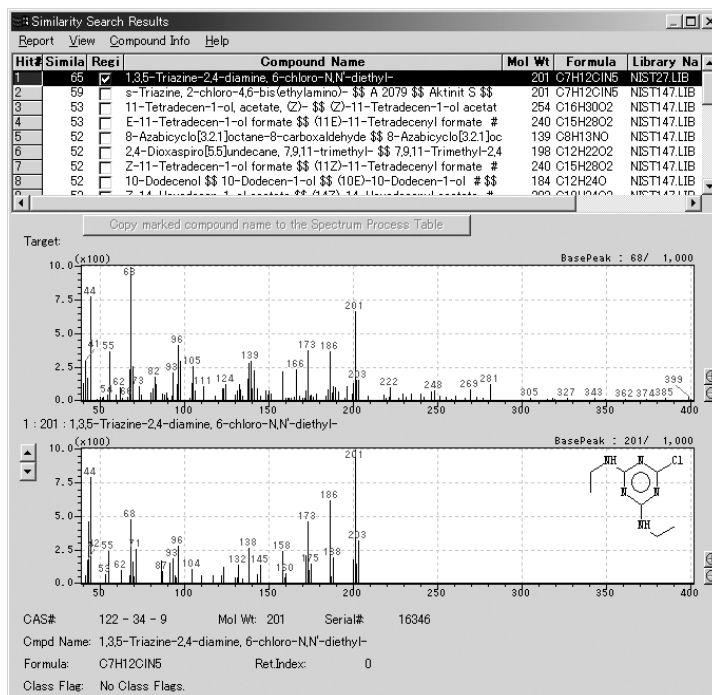 Similarity Search Results
Report View Compound Info Help
Hit# Simila Regi Compound Name Mol Wt Formula Library Na
1 65 1,3,5-Triazine-2,4-diamine, 6-chloro-N,N'-diethyl- 201 C7H12ClN5 NIST27.LIB
2 59 s-Triazine, 2-chloro-4,6-bis(ethylamino)- $$ A 2079 $$ Aktinit S $$ 201 C7H12ClN5 NIST147.LIB
3 53 11-Tetradecen-1-ol, acetate, (Z)- $$ (Z)-11-Tetradecen-1-ol acetat 254 C16H30O2 NIST147.LIB
4 53 E-11-Tetradecen-1-ol formate $$ (11E)-11-Tetradecenyl formate # 240 C15H28O2 NIST147.LIB
5 52 8-Azabicyclo[3.2.1]octane-8-carboxaldehyde $$ 8-Azabicyclo[3.2.1]oc 139 C8H13NO NIST147.LIB
6 52 2,4-Dioxaspiro[5.5]undecane, 7,9,11-trimethyl- $$ 7,9,11-Trimethyl-2,4 198 C12H22O2 NIST147.LIB
7 52 Z-11-Tetradecen-1-ol formate $$ (11Z)-11-Tetradecenyl formate # 240 C15H28O2 NIST147.LIB
8 52 10-Dodecenol $$ 10-Dodecen-1-ol $$ (10E)-10-Dodecen-1-ol # $$ 184 C12H24O NIST147.LIB
Copy marked compound name to the Spectrum Process Table
Target:
(x100) BasePeak : 68/ 1,000
10.0
7.5
5.0
2.5
0.0
44 41 55 54 62 66 68 73 82 93 96 105 111 124 139 166 173 186 201 203 222 248 269 281 305 327 343 362 374 385 399
50 100 150 200 250 300 350 400
1 : 201 : 1,3,5-Triazine-2,4-diamine, 6-chloro-N,N'-diethyl-
(x100) BasePeak : 201/ 1,000
10.0
7.5
5.0
2.5
0.0
44 42 55 53 62 68 71 87 93 96 104 132 138 145 158 160 173 175 186 188 201 203
NH N Cl
N N
NH
50 100 150 200 250 300 350 400
CAS#: 122 - 34 - 9 Mol Wt: 201 Serial#: 16346
Cmpd Name: 1,3,5-Triazine-2,4-diamine, 6-chloro-N,N'-diethyl-
Formula: C7H12ClN5 Ret.Index: 0
Class Flag: No Class Flags.